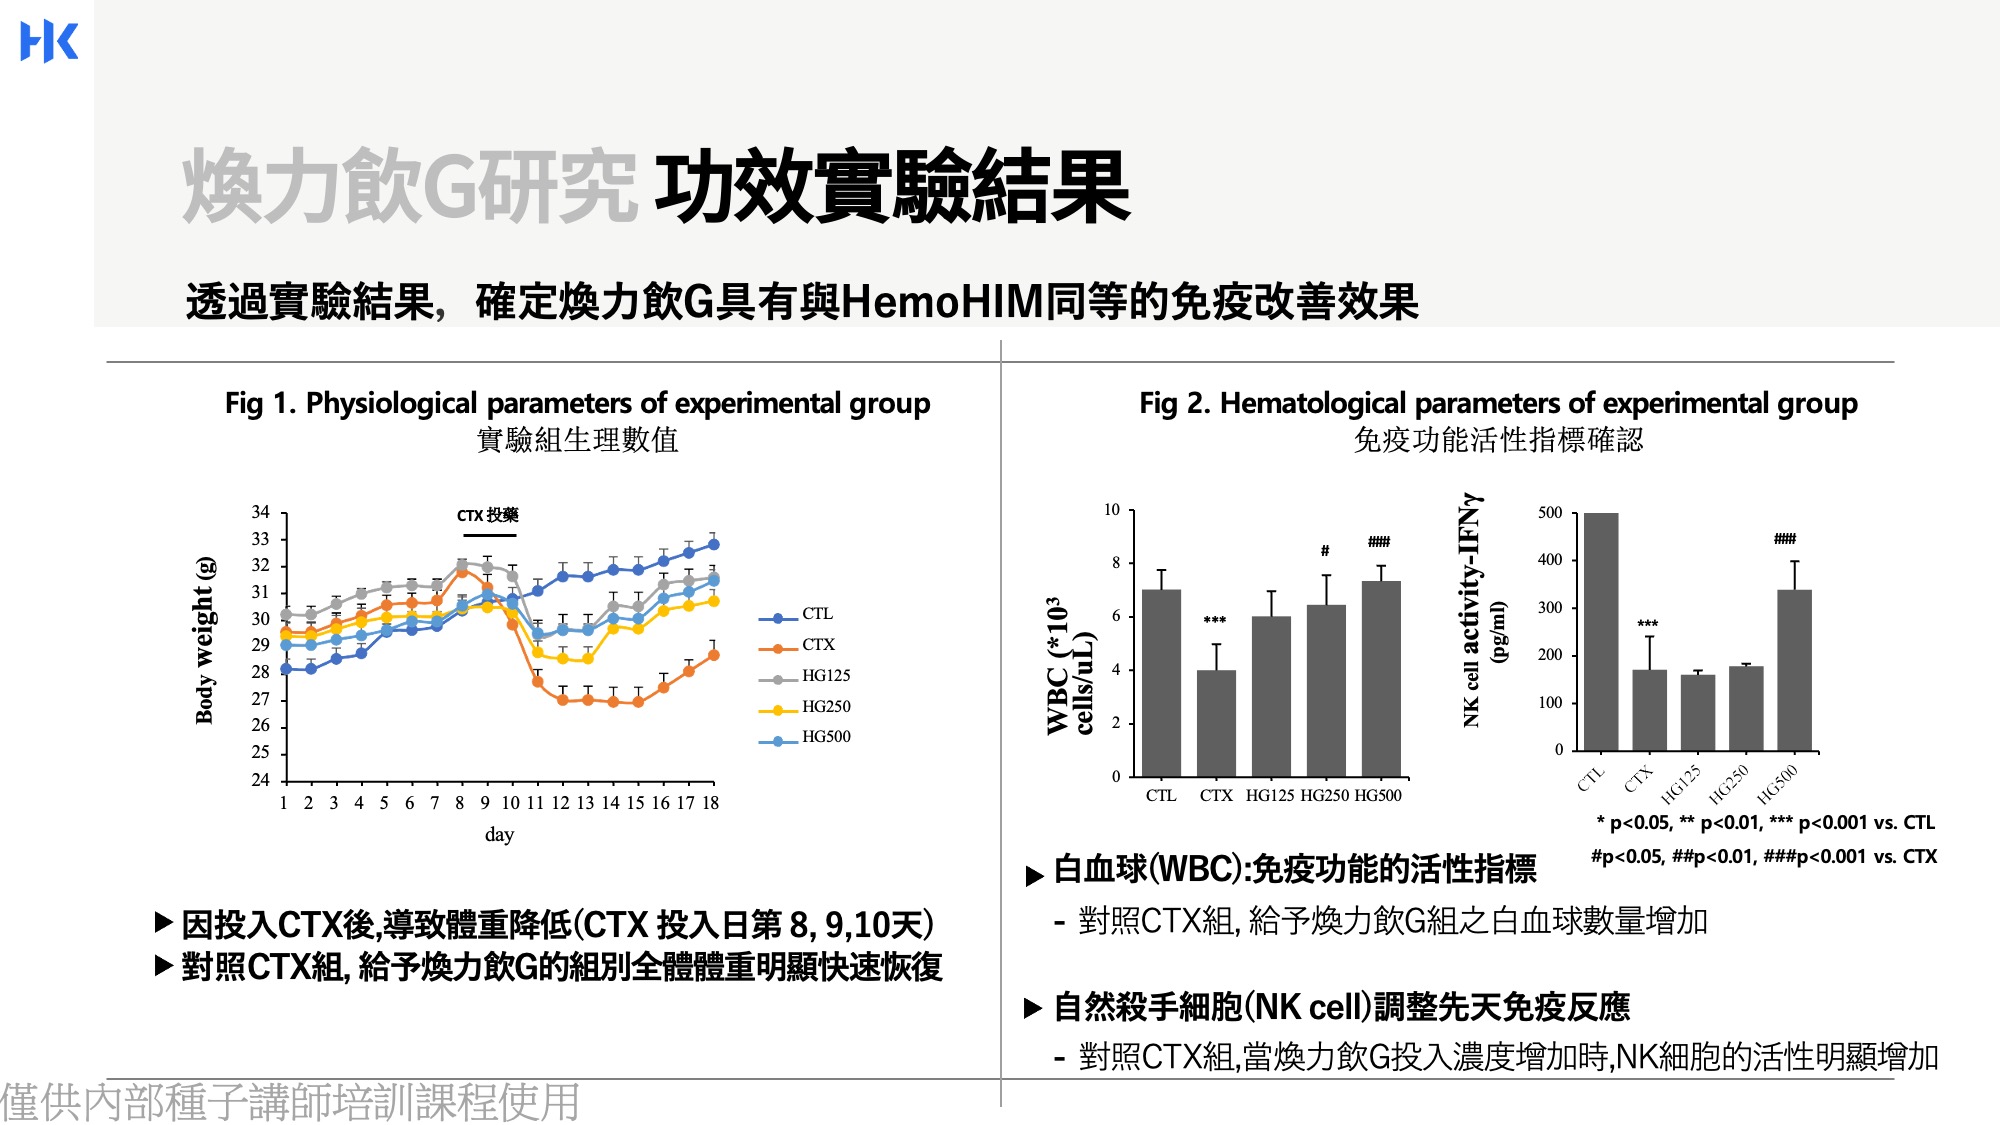 HK
煥力飲G研究 功效實驗結果
透過實驗結果, 確定煥力飲G具有與HemoHIM同等的免疫改善效果
Fig 1. Physiological parameters of experimental group
實驗組生理數值
CTX 投藥
Body weight (g)
34
33
32
31
30
29
28
27
26
25
24
1 2 3 4 5 6 7 8 9 10 11 12 13 14 15 16 17 18
day
CTL
CTX
HG125
HG250
HG500
▶ 因投入CTX後,導致體重降低(CTX 投入日第 8, 9,10天)
▶ 對照CTX組, 給予煥力飲G的組別全體體重明顯快速恢復
Fig 2. Hematological parameters of experimental group
免疫功能活性指標確認
WBC (*10³
cells/uL)
10
8
6
4
2
0
***
#
###
CTL CTX HG125 HG250 HG500
NK cell activity-IFNγ
(pg/ml)
500
400
300
200
100
0
***
###
CTL CTX HG125 HG250 HG500
* p<0.05, ** p<0.01, *** p<0.001 vs. CTL
#p<0.05, ##p<0.01, ###p<0.001 vs. CTX
▶ 白血球(WBC):免疫功能的活性指標
- 對照CTX組, 給予煥力飲G組之白血球數量增加
▶ 自然殺手細胞(NK cell)調整先天免疫反應
- 對照CTX組,當煥力飲G投入濃度增加時,NK細胞的活性明顯增加
僅供內部種子講師培訓課程使用